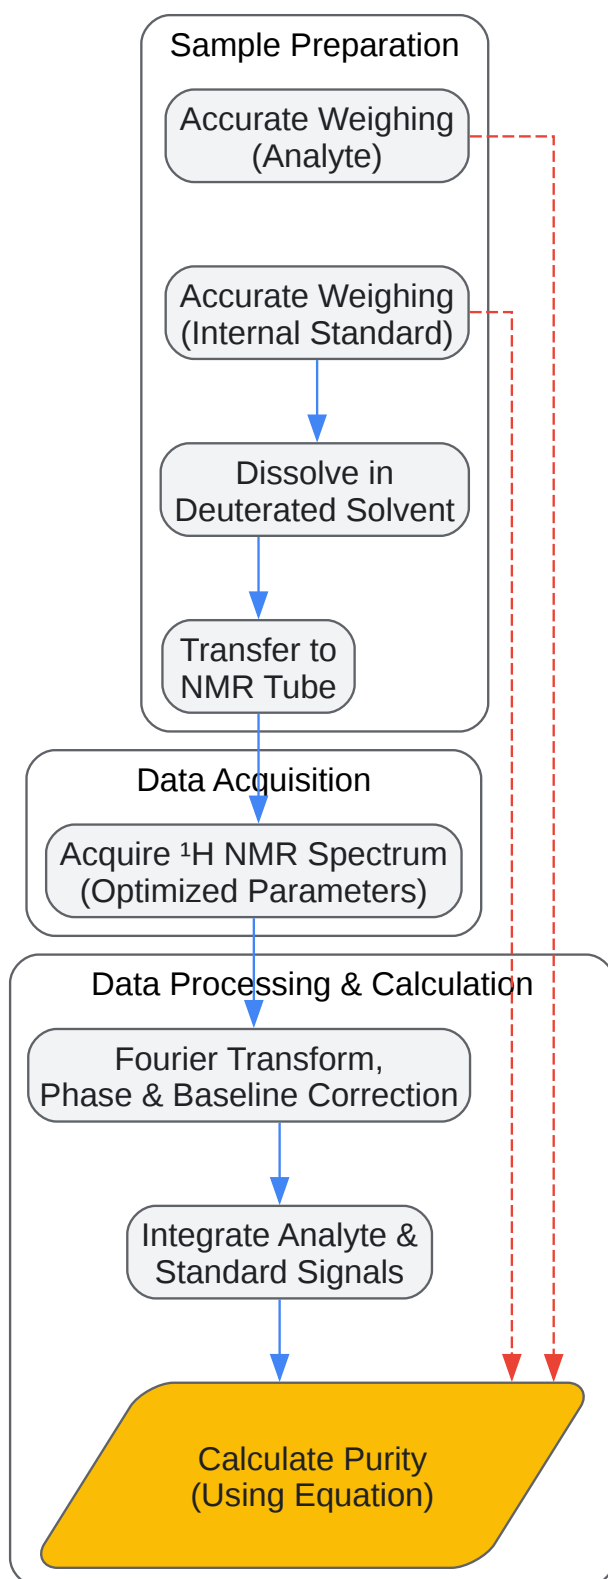 Sample Preparation
Accurate Weighing
(Analyte)
Accurate Weighing
(Internal Standard)
Dissolve in
Deuterated Solvent
Transfer to
NMR Tube
Data Acquisition
Acquire ¹H NMR Spectrum
(Optimized Parameters)
Data Processing & Calculation
Fourier Transform,
Phase & Baseline Correction
Integrate Analyte &
Standard Signals
Calculate Purity
(Using Equation)